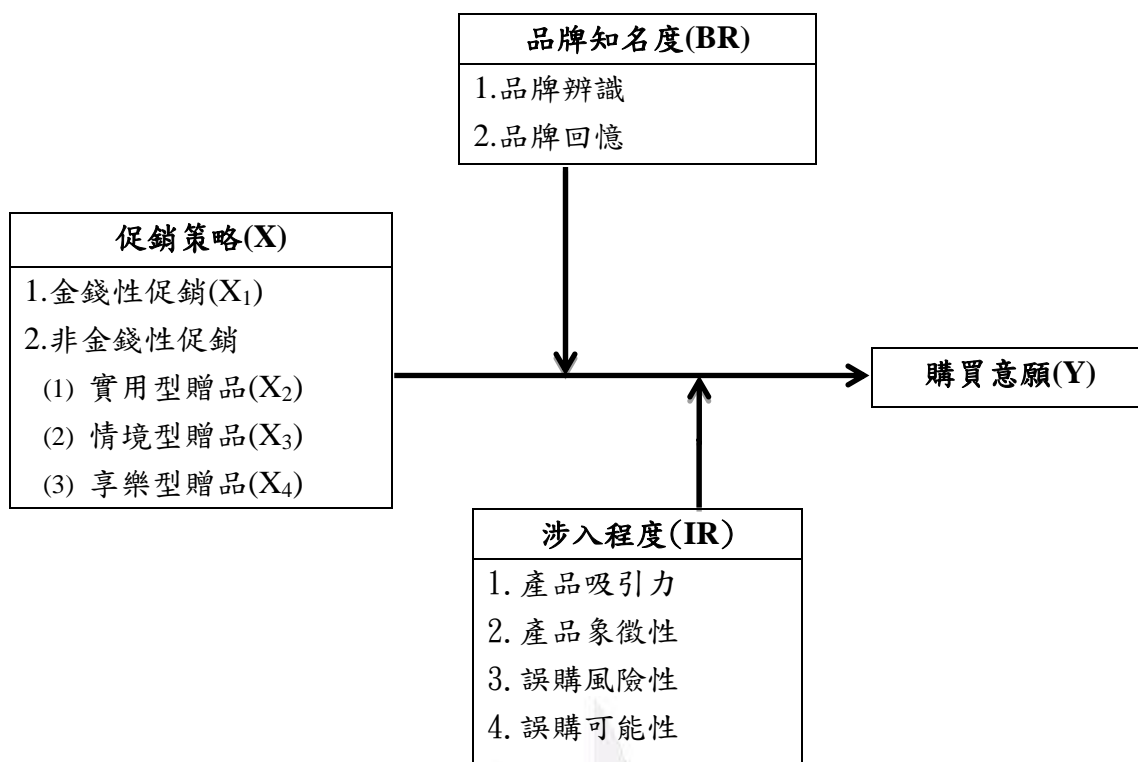 品牌知名度(BR)
1.品牌辨識
2.品牌回憶
促銷策略(X)
1.金錢性促銷(X₁)
2.非金錢性促銷
(1) 實用型贈品(X₂)
(2) 情境型贈品(X₃)
(3) 享樂型贈品(X₄)
購買意願(Y)
涉入程度(IR)
1. 產品吸引力
2. 產品象徵性
3. 誤購風險性
4. 誤購可能性